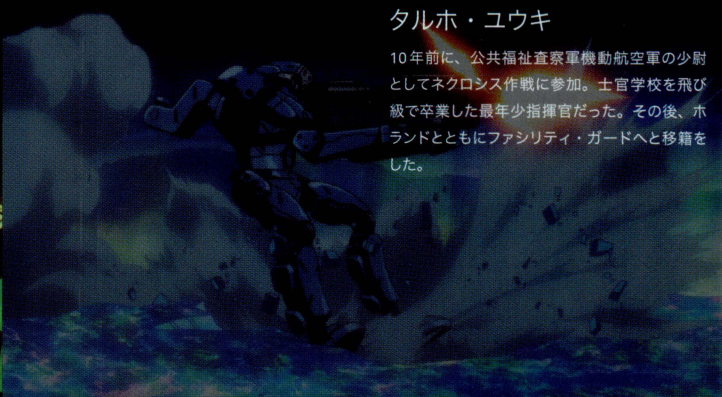 タルホ・ユウキ
10年前に、公共福祉査察軍機動航空軍の少尉
としてネクロシス作戦に参加。士官学校を飛び
級で卒業した最年少指揮官だった。その後、ホ
ランドとともにファシリティ・ガードへと移籍を
した。